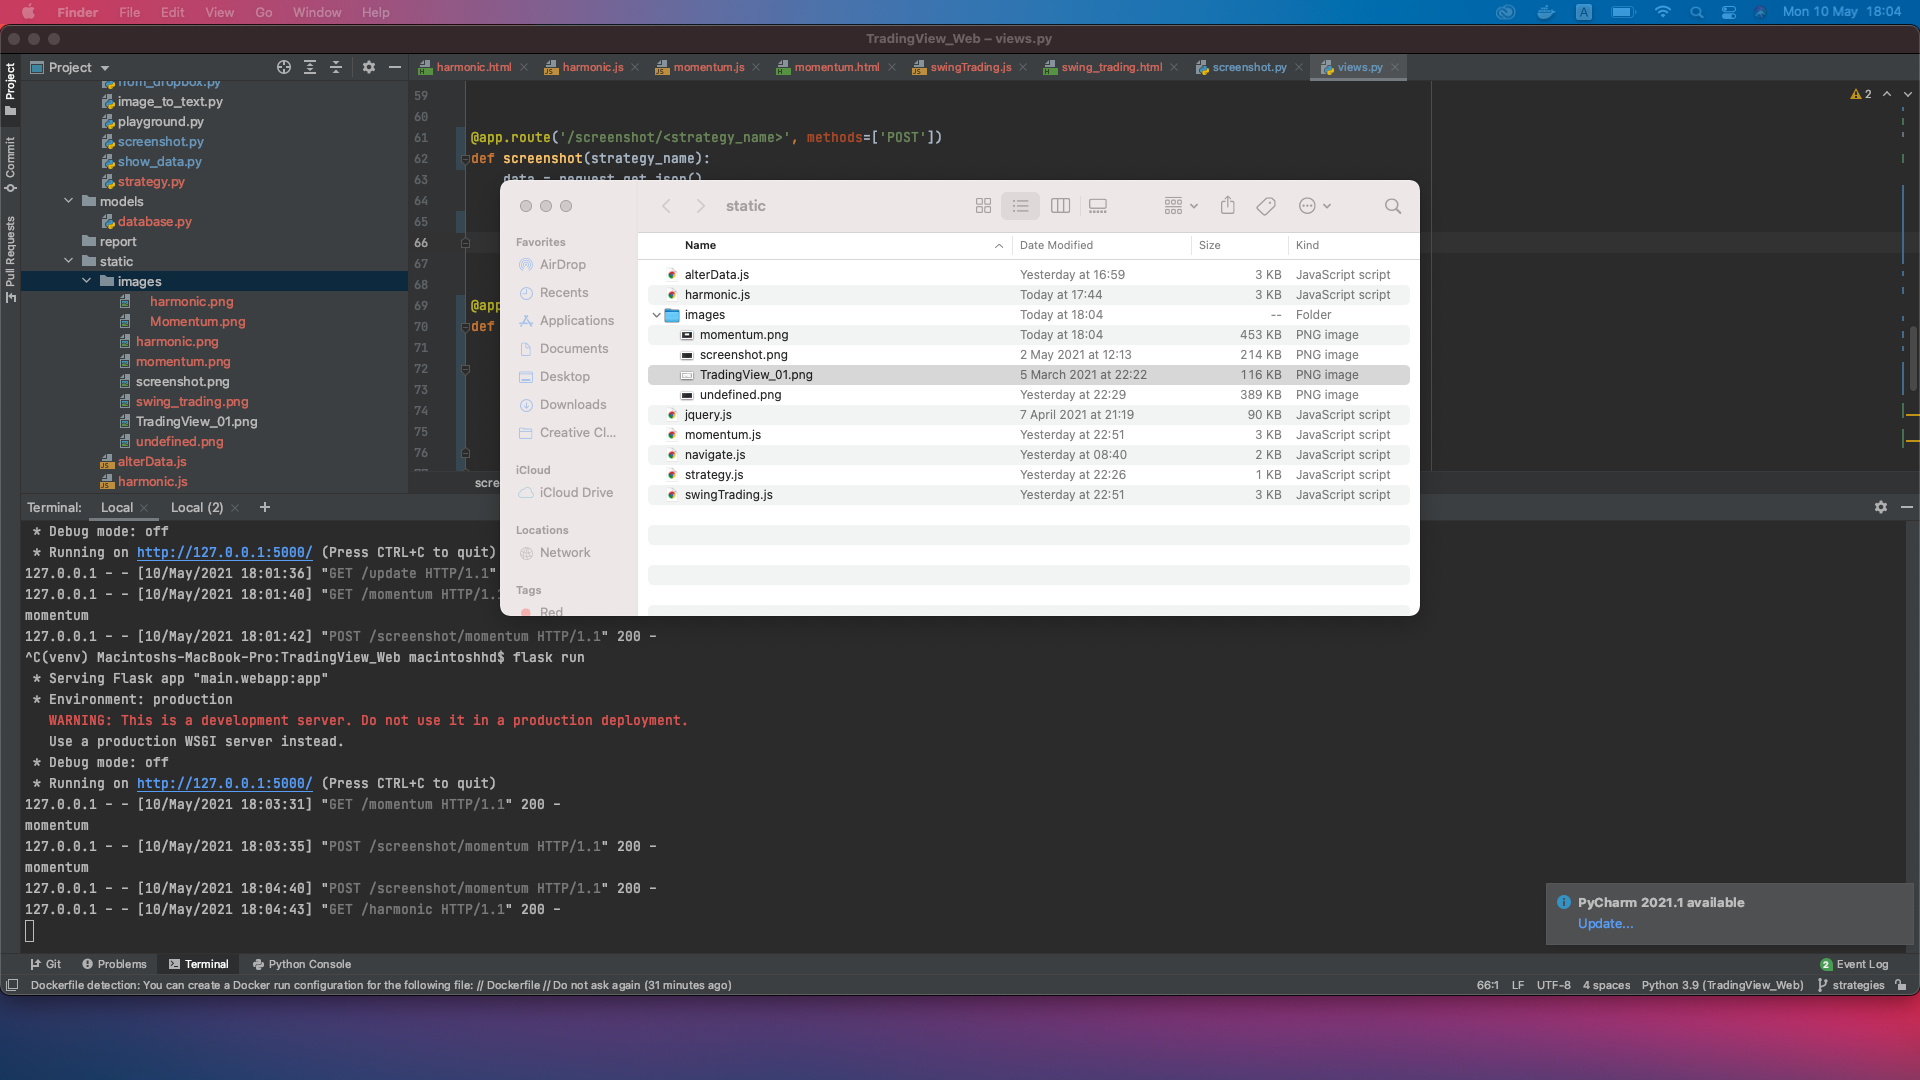 Finder File Edit View Go Window Help
A Mon 10 May 18:04
TradingView_Web – views.py
Project
harmonic.html harmonic.js momentum.js momentum.html swingTrading.js swing_trading.html screenshot.py views.py
Project
Commit
Pull Requests
from_dropbox.py
image_to_text.py
playground.py
screenshot.py
show_data.py
strategy.py
models
database.py
report
static
images
harmonic.png
Momentum.png
harmonic.png
momentum.png
screenshot.png
swing_trading.png
TradingView_01.png
undefined.png
alterData.js
harmonic.js
2
59
60
61 @app.route('/screenshot/<strategy_name>', methods=['POST'])
62 def screenshot(strategy_name):
63 data = request.get_json()
64
65
66
67
68
69 @app
70 def
71
72
73
74
75
76
scre
static
Favorites
AirDrop
Recents
Applications
Documents
Desktop
Downloads
Creative Cl...
iCloud
iCloud Drive
Locations
Network
Tags
Red
Name Date Modified Size Kind
alterData.js Yesterday at 16:59 3 KB JavaScript script
harmonic.js Today at 17:44 3 KB JavaScript script
images Today at 18:04 -- Folder
momentum.png Today at 18:04 453 KB PNG image
screenshot.png 2 May 2021 at 12:13 214 KB PNG image
TradingView_01.png 5 March 2021 at 22:22 116 KB PNG image
undefined.png Yesterday at 22:29 389 KB PNG image
jquery.js 7 April 2021 at 21:19 90 KB JavaScript script
momentum.js Yesterday at 22:51 3 KB JavaScript script
navigate.js Yesterday at 08:40 2 KB JavaScript script
strategy.js Yesterday at 22:26 1 KB JavaScript script
swingTrading.js Yesterday at 22:51 3 KB JavaScript script
Terminal: Local Local (2) +
* Debug mode: off
* Running on http://127.0.0.1:5000/ (Press CTRL+C to quit)
127.0.0.1 - - [10/May/2021 18:01:36] "GET /update HTTP/1.1"
127.0.0.1 - - [10/May/2021 18:01:40] "GET /momentum HTTP/1.1
momentum
127.0.0.1 - - [10/May/2021 18:01:42] "POST /screenshot/momentum HTTP/1.1" 200 -
^C(venv) Macintoshs-MacBook-Pro:TradingView_Web macintoshhd$ flask run
* Serving Flask app "main.webapp:app"
* Environment: production
WARNING: This is a development server. Do not use it in a production deployment.
Use a production WSGI server instead.
* Debug mode: off
* Running on http://127.0.0.1:5000/ (Press CTRL+C to quit)
127.0.0.1 - - [10/May/2021 18:03:31] "GET /momentum HTTP/1.1" 200 -
momentum
127.0.0.1 - - [10/May/2021 18:03:35] "POST /screenshot/momentum HTTP/1.1" 200 -
momentum
127.0.0.1 - - [10/May/2021 18:04:40] "POST /screenshot/momentum HTTP/1.1" 200 -
127.0.0.1 - - [10/May/2021 18:04:43] "GET /harmonic HTTP/1.1" 200 -
PyCharm 2021.1 available
Update...
Git Problems Terminal Python Console
2 Event Log
Dockerfile detection: You can create a Docker run configuration for the following file: // Dockerfile // Do not ask again (31 minutes ago)
66:1 LF UTF-8 4 spaces Python 3.9 (TradingView_Web) strategies